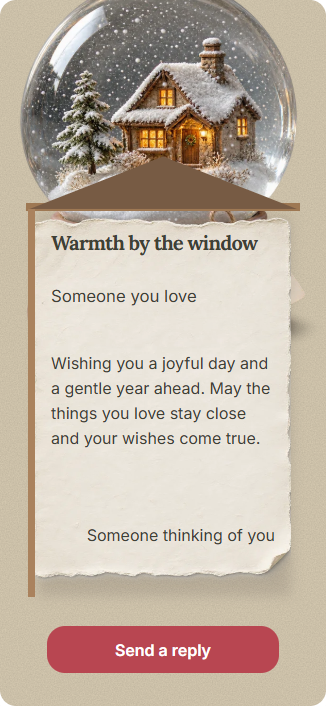 Warmth by the window
Someone you love
Wishing you a joyful day and
a gentle year ahead. May the
things you love stay close
and your wishes come true.
Someone thinking of you
Send a reply